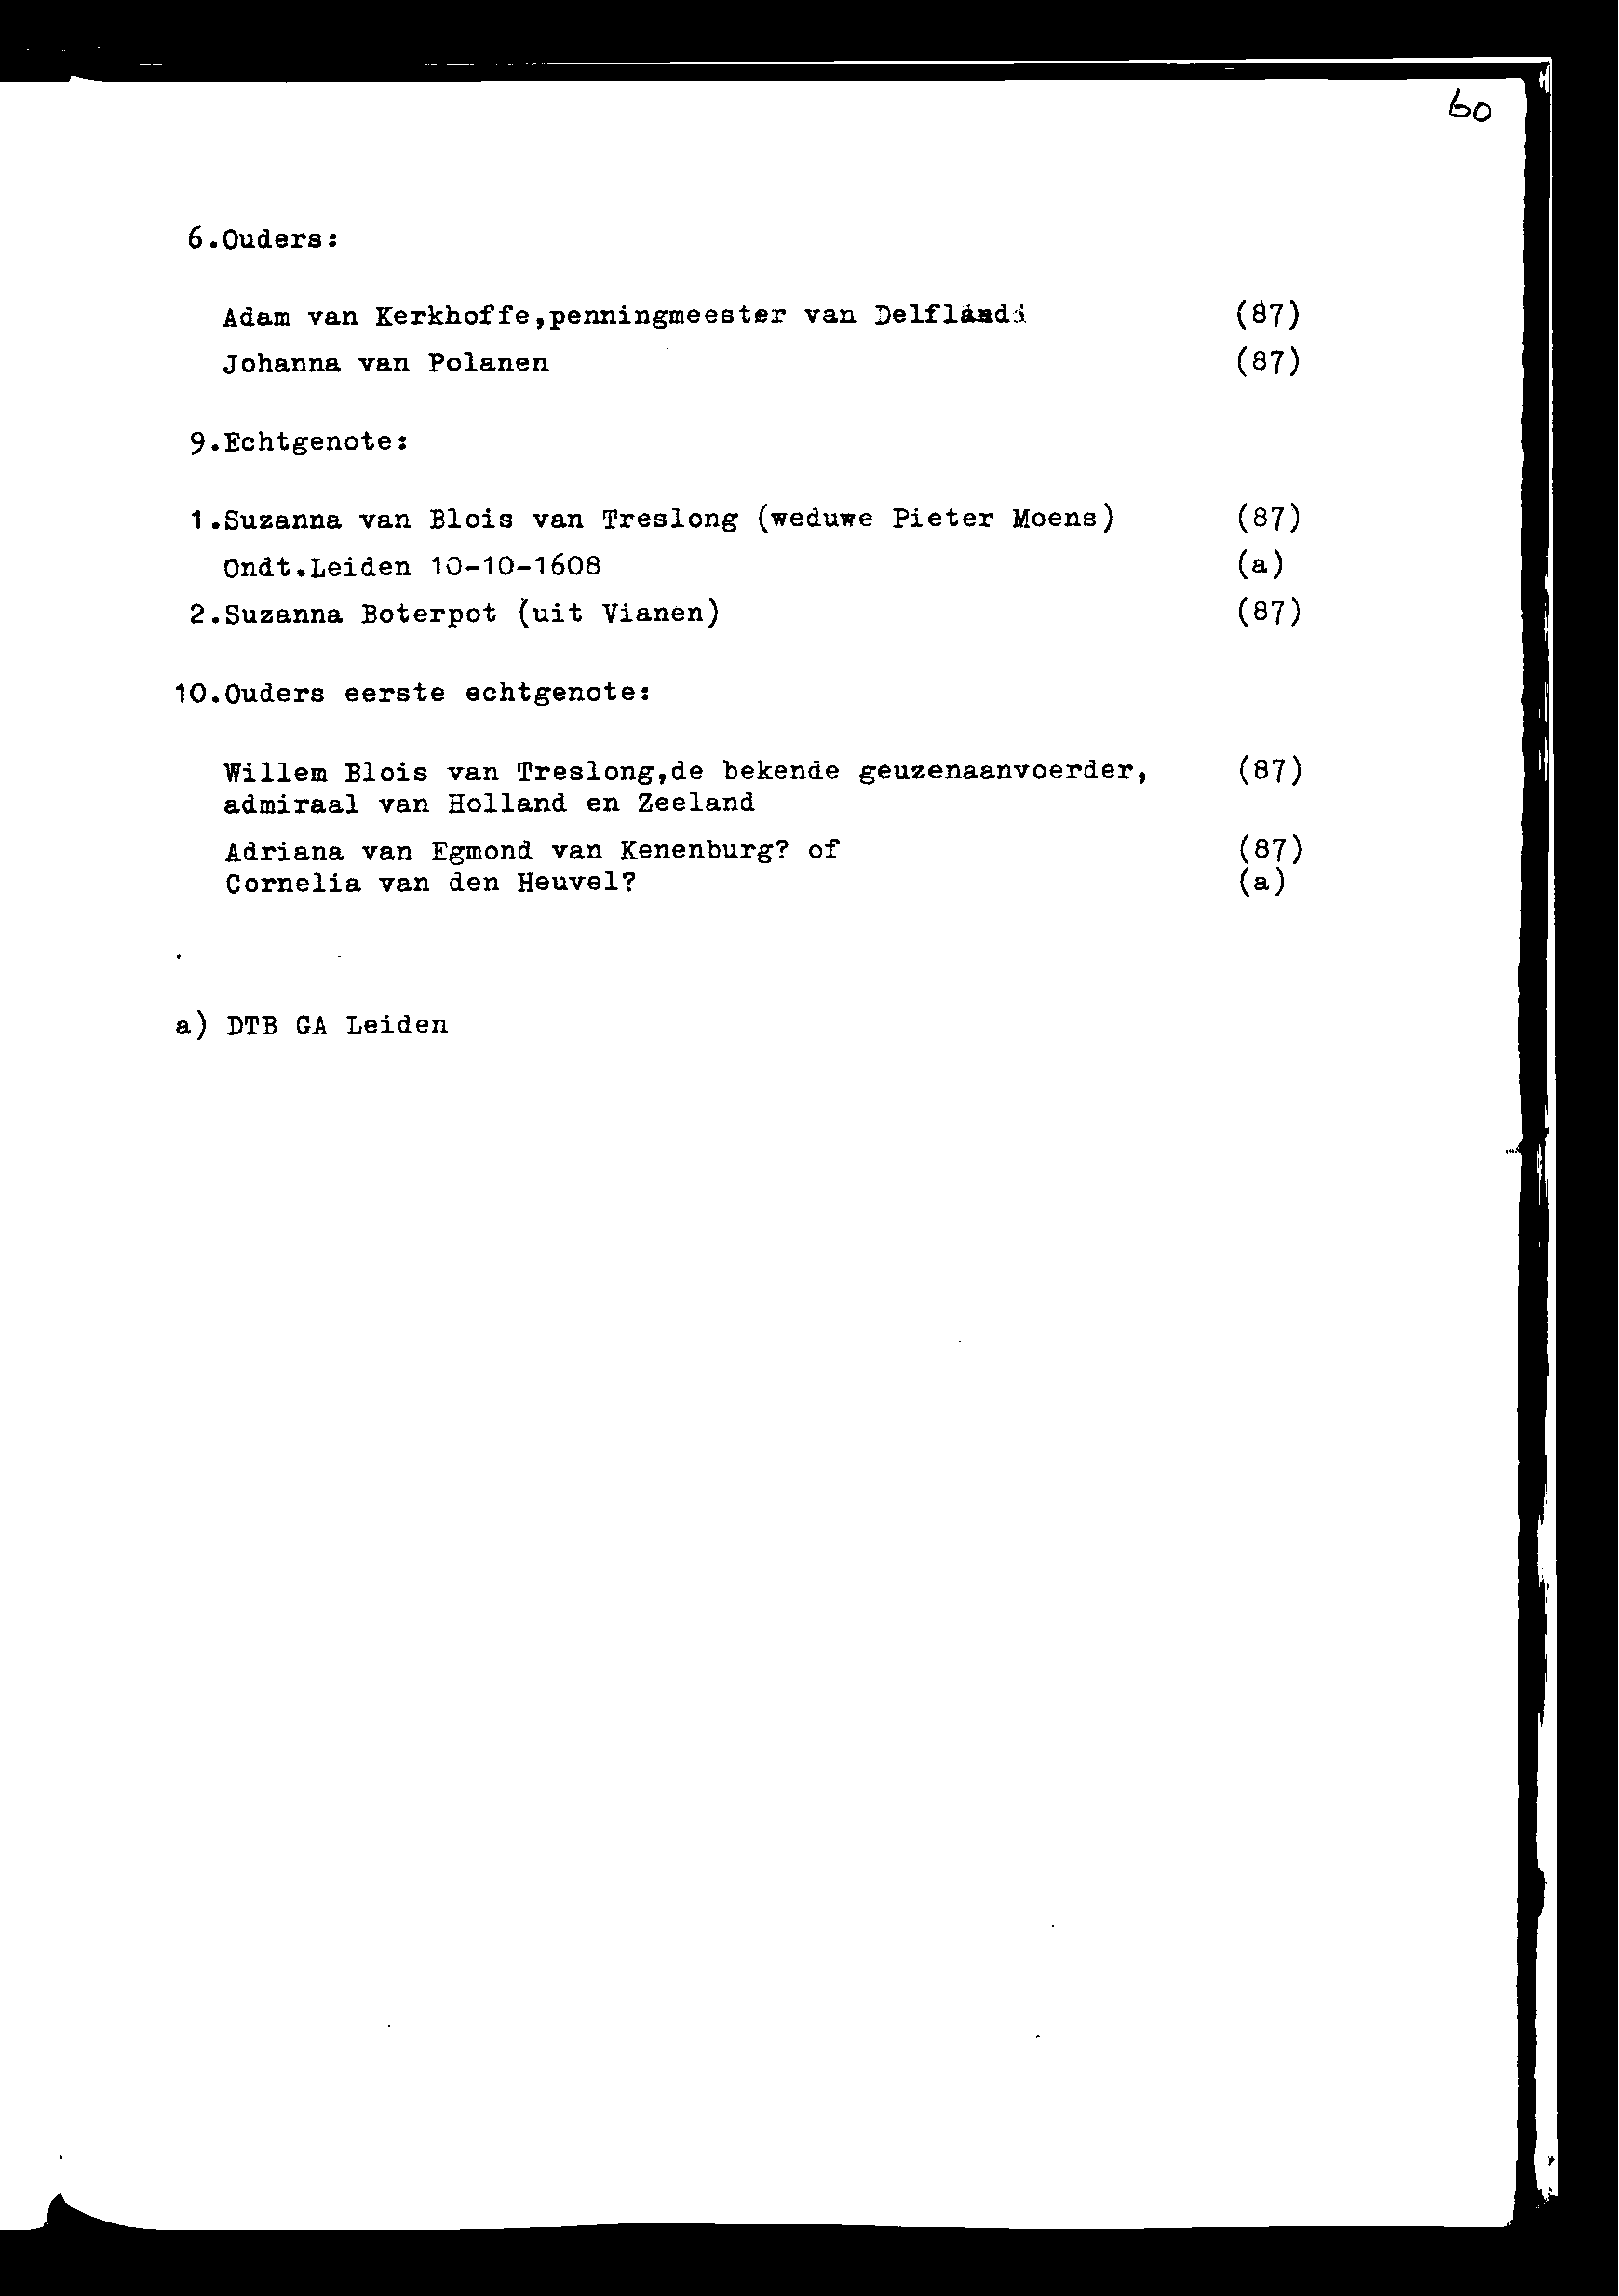 60
6.Ouders:
Adam van Kerkhoffe,penningmeester van Delfland (87)
Johanna van Polanen (87)
9.Echtgenote:
1.Suzanna van Blois van Treslong (weduwe Pieter Moens) (87)
Ondt.Leiden 10-10-1608 (a)
2.Suzanna Boterpot (uit Vianen) (87)
10.Ouders eerste echtgenote:
Willem Blois van Treslong,de bekende geuzenaanvoerder, (87)
admiraal van Holland en Zeeland
Adriana van Egmond van Kenenburg? of (87)
Cornelia van den Heuvel? (a)
a) DTB GA Leiden